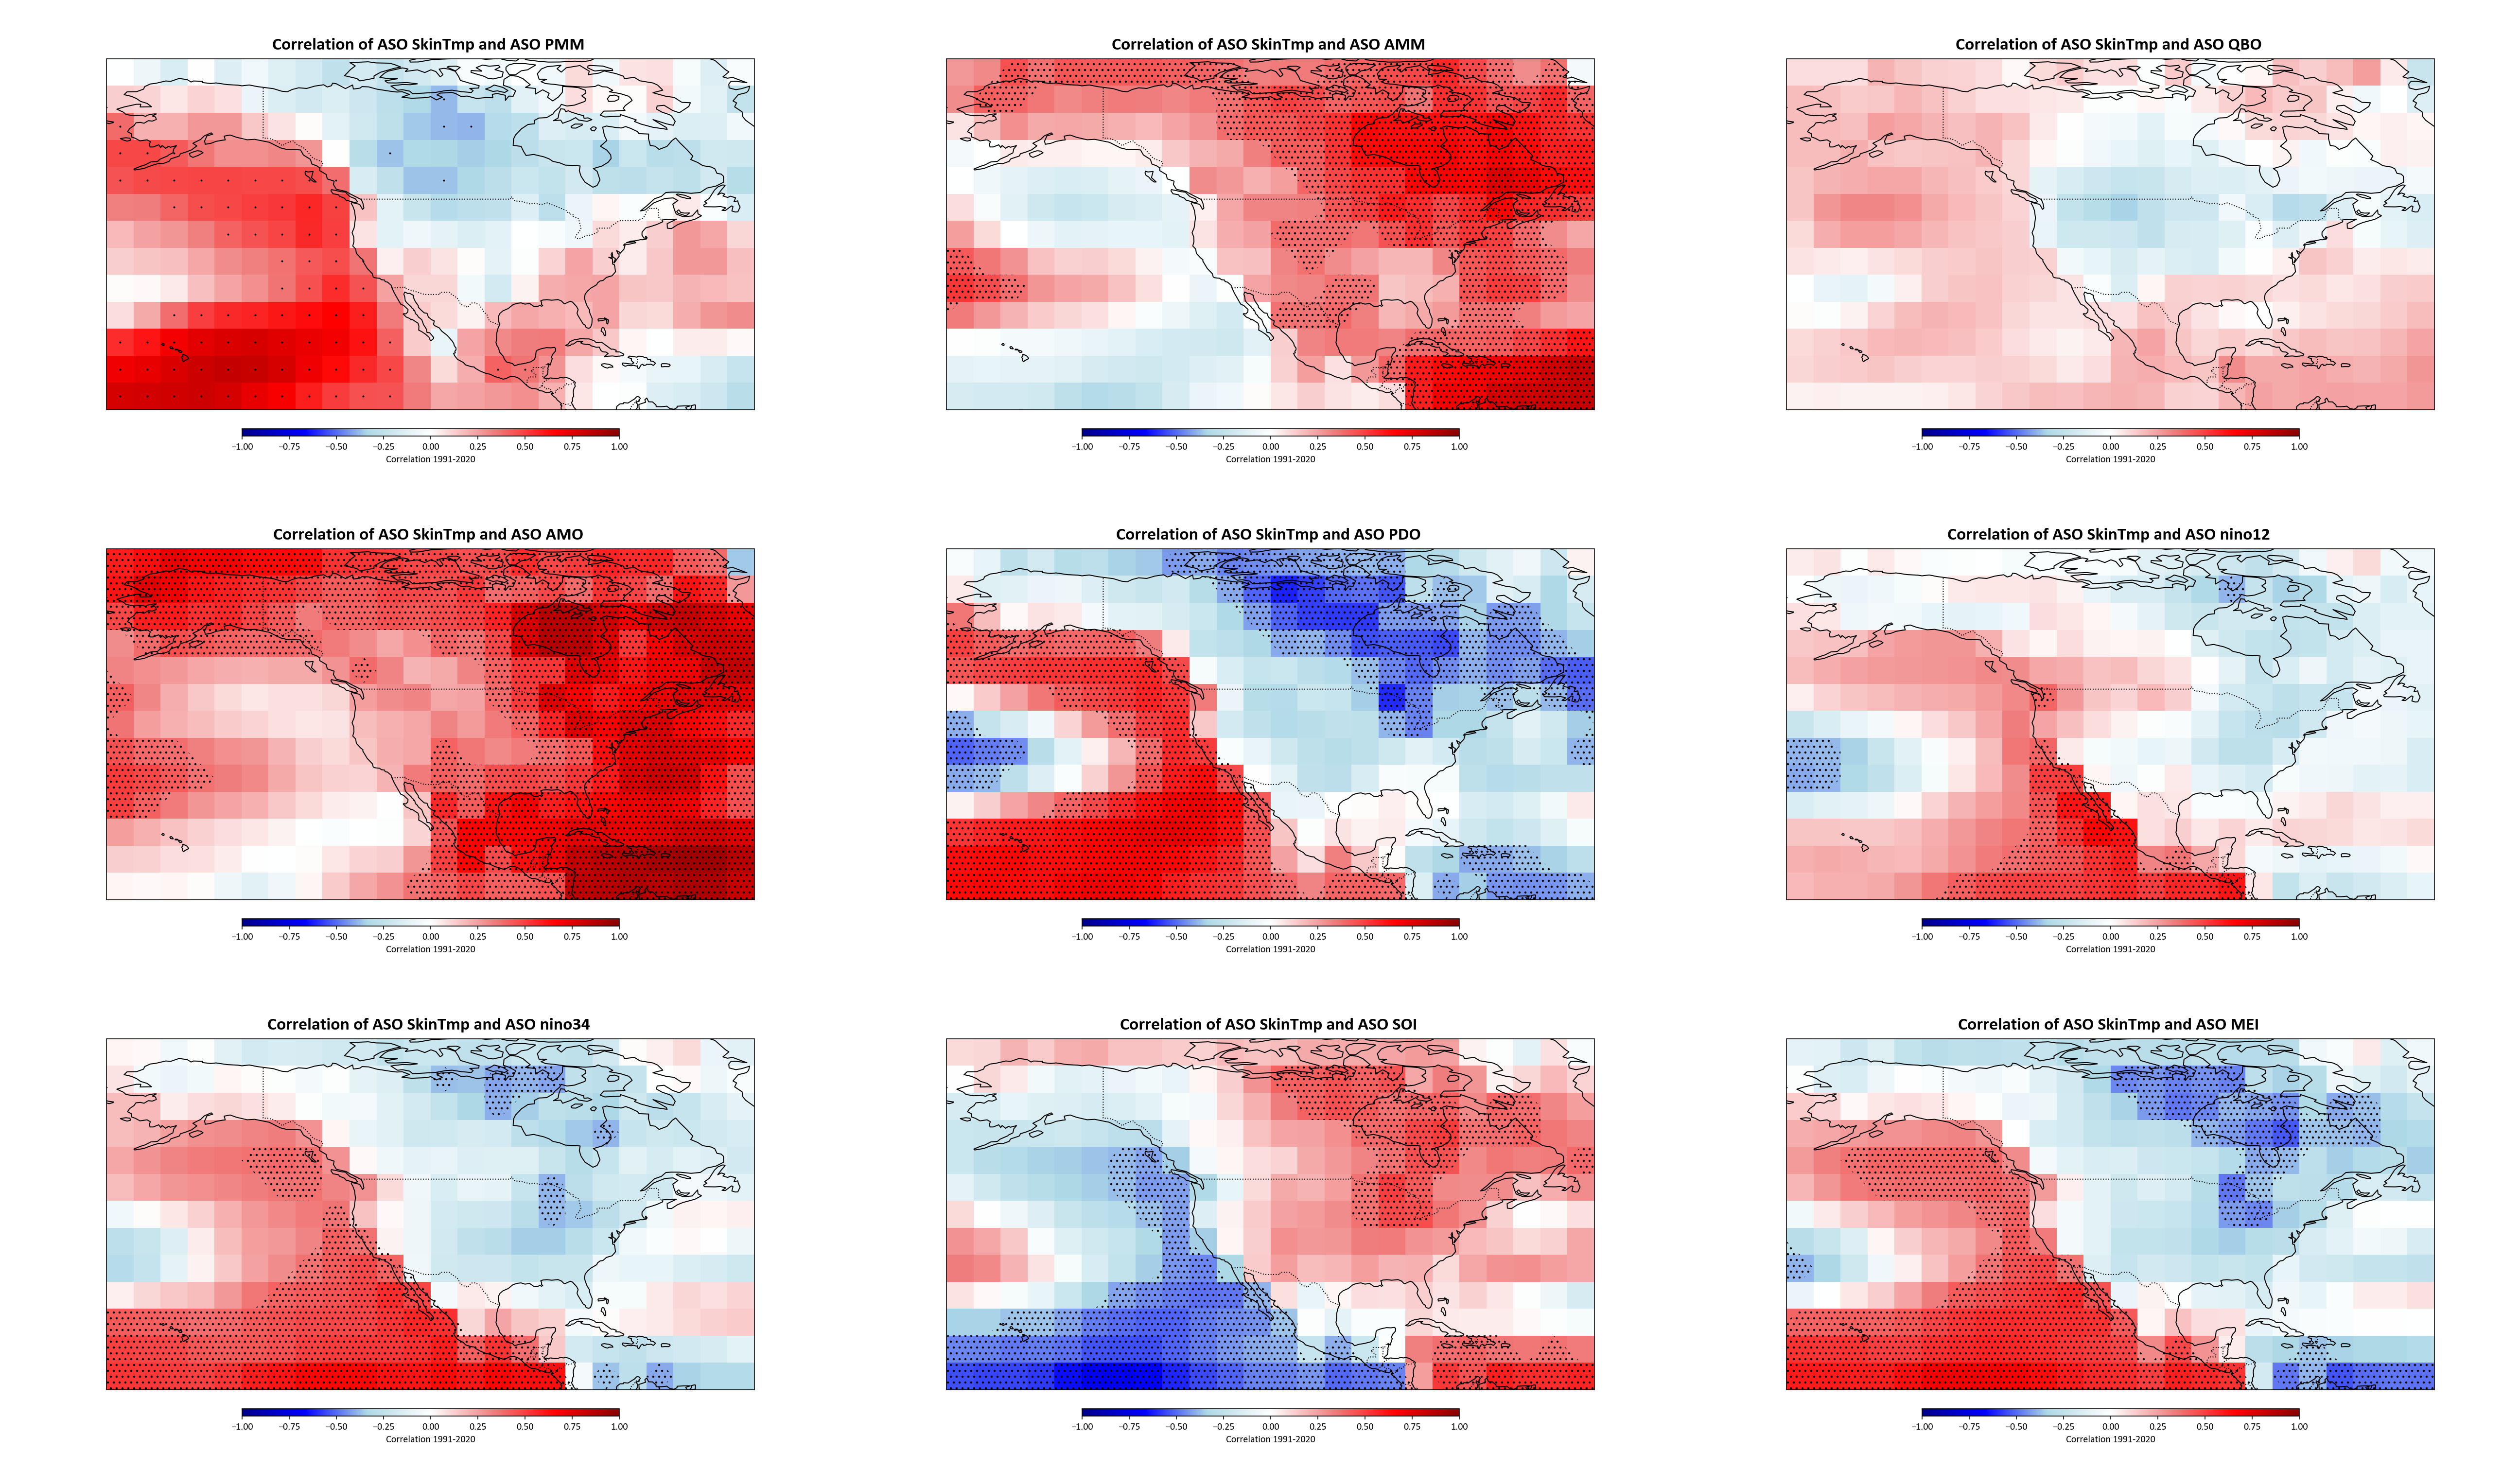 Correlation of ASO SkinTmp and ASO PMM
−1.00 −0.75 −0.50 −0.25 0.00 0.25 0.50 0.75 1.00
Correlation 1991-2020
Correlation of ASO SkinTmp and ASO AMM
−1.00 −0.75 −0.50 −0.25 0.00 0.25 0.50 0.75 1.00
Correlation 1991-2020
Correlation of ASO SkinTmp and ASO QBO
−1.00 −0.75 −0.50 −0.25 0.00 0.25 0.50 0.75 1.00
Correlation 1991-2020
Correlation of ASO SkinTmp and ASO AMO
−1.00 −0.75 −0.50 −0.25 0.00 0.25 0.50 0.75 1.00
Correlation 1991-2020
Correlation of ASO SkinTmp and ASO PDO
−1.00 −0.75 −0.50 −0.25 0.00 0.25 0.50 0.75 1.00
Correlation 1991-2020
Correlation of ASO SkinTmp and ASO nino12
−1.00 −0.75 −0.50 −0.25 0.00 0.25 0.50 0.75 1.00
Correlation 1991-2020
Correlation of ASO SkinTmp and ASO nino34
−1.00 −0.75 −0.50 −0.25 0.00 0.25 0.50 0.75 1.00
Correlation 1991-2020
Correlation of ASO SkinTmp and ASO SOI
−1.00 −0.75 −0.50 −0.25 0.00 0.25 0.50 0.75 1.00
Correlation 1991-2020
Correlation of ASO SkinTmp and ASO MEI
−1.00 −0.75 −0.50 −0.25 0.00 0.25 0.50 0.75 1.00
Correlation 1991-2020